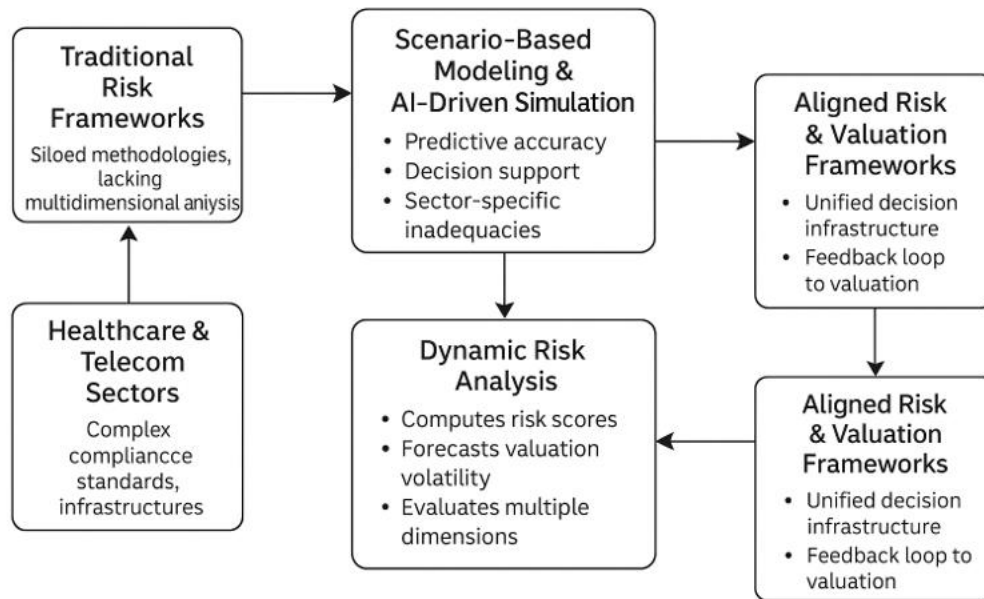 Traditional
Risk
Frameworks
Siloed methodologies,
lacking
multidimensional aniysis
Healthcare &
Telecom
Sectors
Complex
compliancce
standards,
infrastructures
Scenario-Based
Modeling &
AI-Driven Simulation
• Predictive accuracy
• Decision support
• Sector-specific
inadequacies
Dynamic Risk
Analysis
• Computes risk scores
• Forecasts valuation
volatility
• Evaluates multiple
dimensions
Aligned Risk
& Valuation
Frameworks
• Unified decision
infrastructure
• Feedback loop
to valuation
Aligned Risk
& Valuation
Frameworks
• Unified decision
infrastructure
• Feedback loop to
valuation